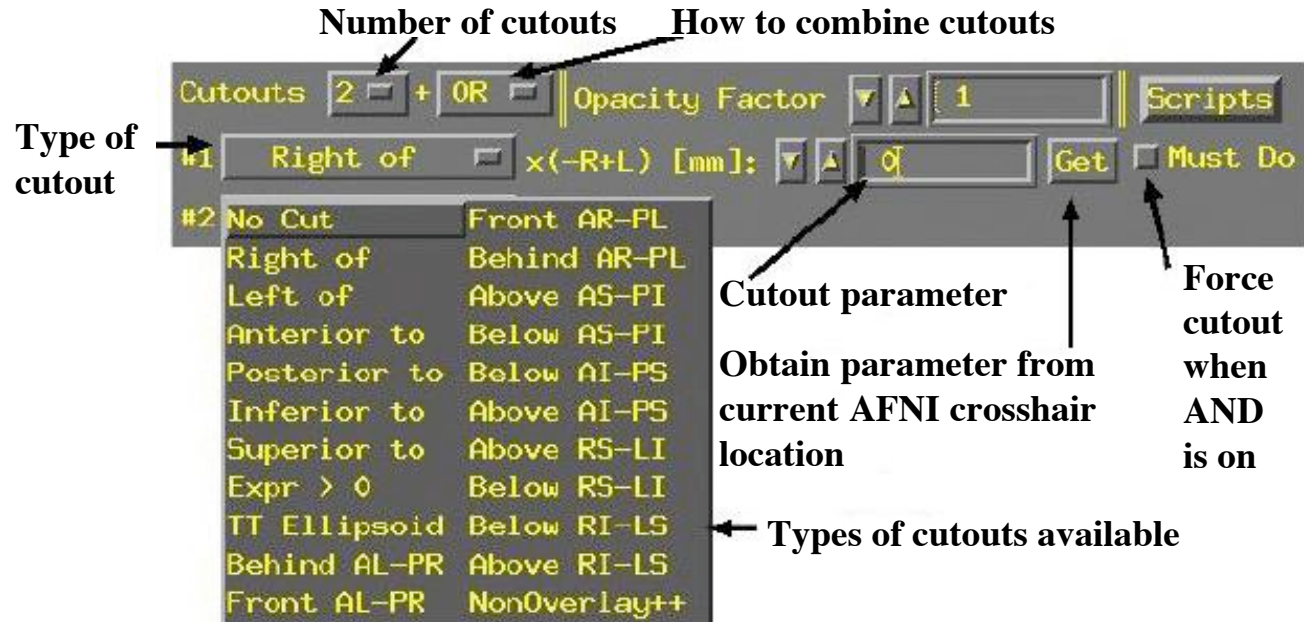 Number of cutouts How to combine cutouts
Cutouts 2 + OR Opacity Factor 1 Scripts
Type of
cutout
#1 Right of x(-R+L) [mm]: 0 Get Must Do
#2
No Cut Front AR-PL
Right of Behind AR-PL
Left of Above AS-PI
Anterior to Below AS-PI
Posterior to Below AI-PS
Inferior to Above AI-PS
Superior to Above RS-LI
Expr > 0 Below RS-LI
TT Ellipsoid Below RI-LS
Behind AL-PR Above RI-LS
Front AL-PR NonOverlay++
Cutout parameter
Obtain parameter from
current AFNI crosshair
location
Force
cutout
when
AND
is on
Types of cutouts available